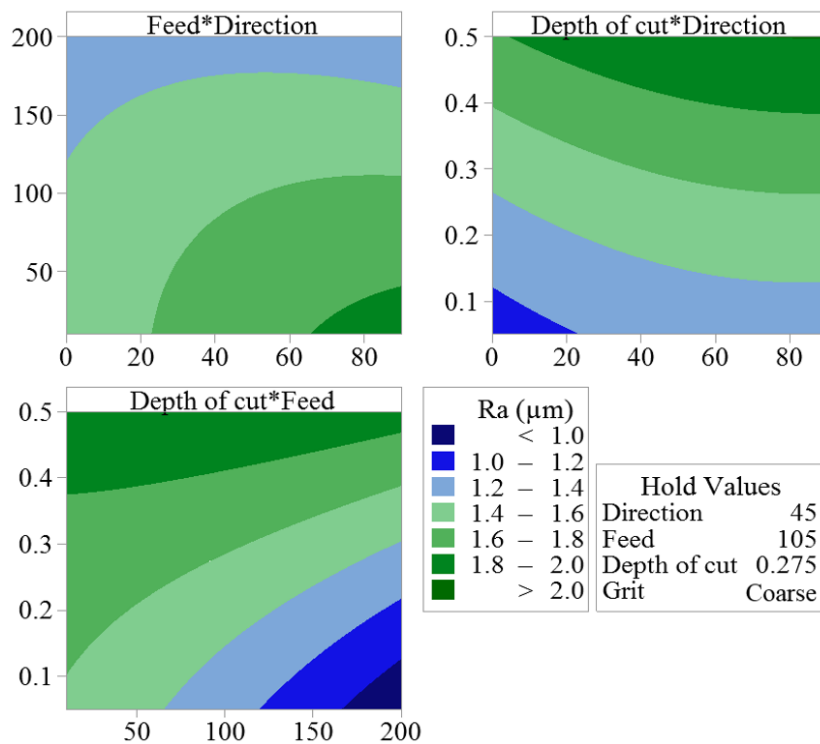 Feed*Direction
200
150
100
50
0 20 40 60 80
Depth of cut*Direction
0.5
0.4
0.3
0.2
0.1
0 20 40 60 80
Depth of cut*Feed
0.5
0.4
0.3
0.2
0.1
50 100 150 200
Ra (µm)
< 1.0
1.0 – 1.2
1.2 – 1.4
1.4 – 1.6
1.6 – 1.8
1.8 – 2.0
> 2.0
Hold Values
Direction 45
Feed 105
Depth of cut 0.275
Grit Coarse